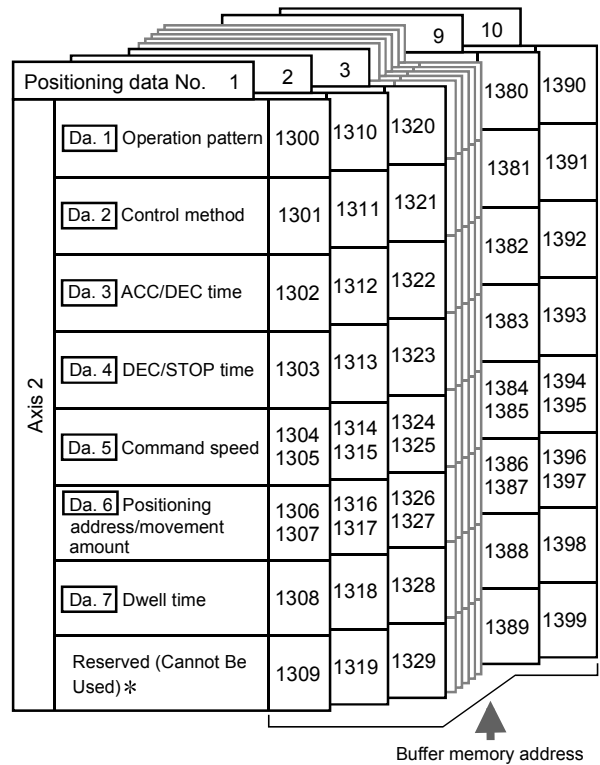 9 10
2 3
Positioning data No. 1
1380 1390
Da. 1 Operation pattern 1300 1310 1320
1381 1391
Da. 2 Control method 1301 1311 1321
1382 1392
Da. 3 ACC/DEC time 1302 1312 1322
1383 1393
Da. 4 DEC/STOP time 1303 1313 1323
1384 1394
1385 1395
Axis 2
Da. 5 Command speed
1304 1314 1324
1305 1315 1325
1386 1396
1387 1397
Da. 6 Positioning
address/movement
amount
1306 1316 1326
1307 1317 1327
1388 1398
Da. 7 Dwell time 1308 1318 1328
1389 1399
Reserved (Cannot Be
Used)*
1309 1319 1329
Buffer memory address